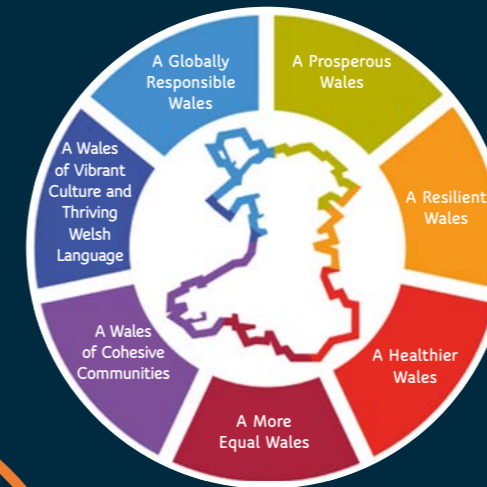 A Prosperous
Wales
A Resilient
Wales
A Healthier
Wales
A More
Equal Wales
A Wales
of Cohesive
Communities
A Wales
of Vibrant
Culture and
Thriving
Welsh
Language
A Globally
Responsible
Wales